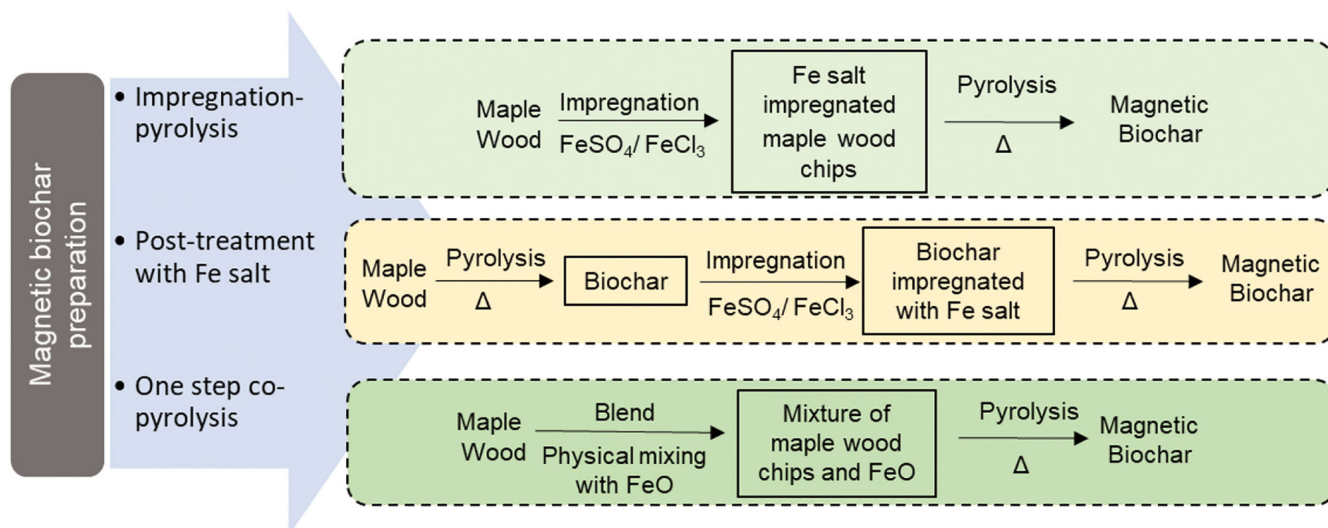 Magnetic biochar
preparation
• Impregnation-
pyrolysis
Maple
Wood
Impregnation
FeSO₄/ FeCl₃
Fe salt
impregnated
maple wood
chips
Pyrolysis
Δ
Magnetic
Biochar
• Post-treatment
with Fe salt
Maple
Wood
Pyrolysis
Δ
Biochar
Impregnation
FeSO₄/ FeCl₃
Biochar
impregnated
with Fe salt
Pyrolysis
Δ
Magnetic
Biochar
• One step co-
pyrolysis
Maple
Wood
Blend
Physical mixing
with FeO
Mixture of
maple wood
chips and FeO
Pyrolysis
Δ
Magnetic
Biochar